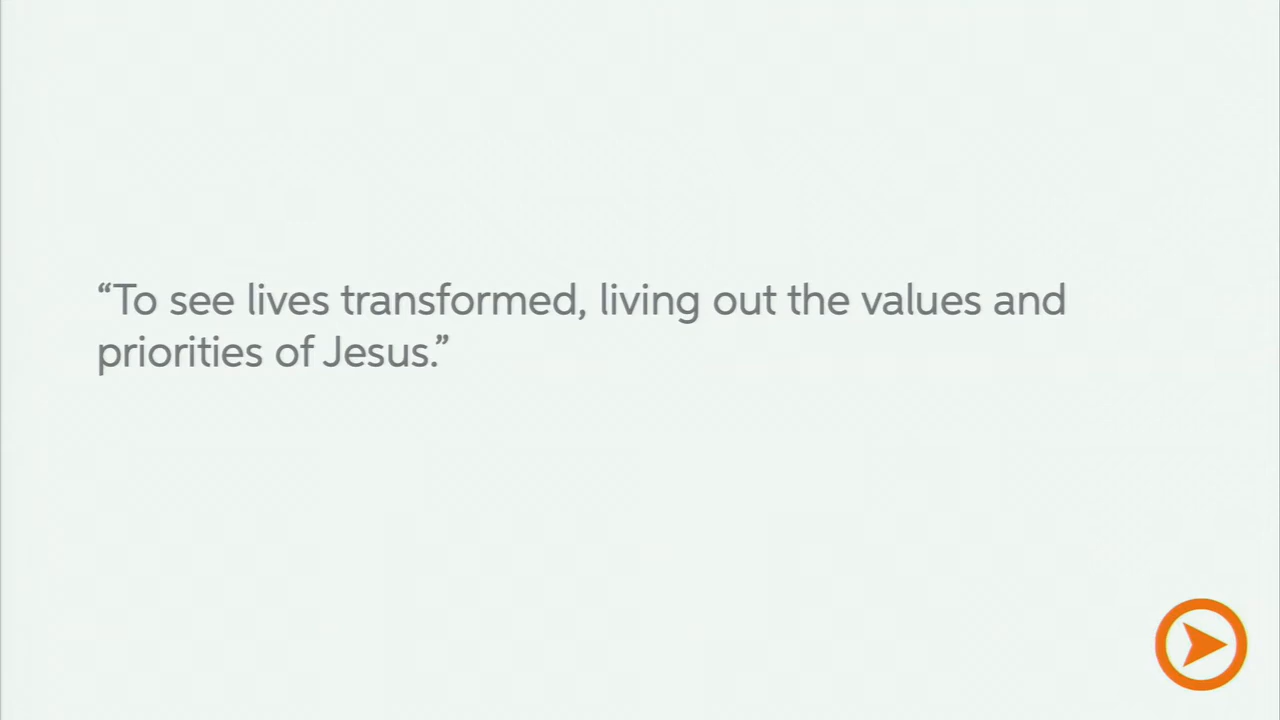 “To see lives transformed, living out the values and
priorities of Jesus.”